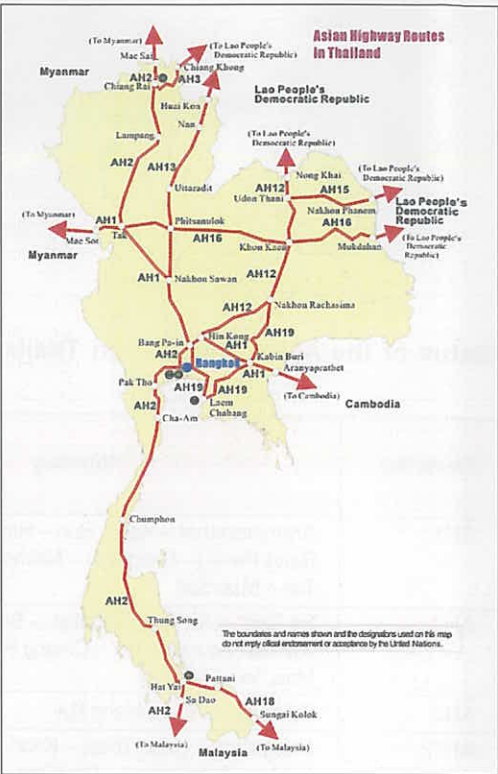 Asian Highway Routes
in Thailand
(To Myanmar)
Mae Sai
(To Lao People's
Democratic Republic)
Chiang Khong
Myanmar
AH2
AH3
Chiang Rai
Huai Kon
Lao People's
Democratic Republic
Nan
Lampang
(To Lao People's
Democratic Republic)
AH2
AH13
Nong Khai
(To Lao People's
Democratic Republic)
Uttaradit
AH12
AH15
Udon Thani
Nakhon Phanom
Lao People's
Democratic
Republic
(To Myanmar)
AH1
Phitsanulok
AH16
Mae Sot
Tak
AH16
Khon Kaen
Mukdahan
(To Lao People's
Democratic
Republic)
Myanmar
AH12
AH1
Nakhon Sawan
AH12
Nakhon Rachasima
AH19
Bang Pa-in
Hin Kong
AH1
AH2
Kabin Buri
Bangkok
Aranyaprathet
AH1
Pak Tho
AH19
AH19
(To Cambodia)
AH2
Laem
Chabang
Cambodia
Cha-Am
Chumphon
AH2
Thung Song
The boundaries and names shown and the designations used on this map
do not imply official endorsement or acceptance by the United Nations.
Pattani
Hat Yai
Sa Dao
AH18
AH2
Sungai Kolok
(To Malaysia)
(To Malaysia)
Malaysia